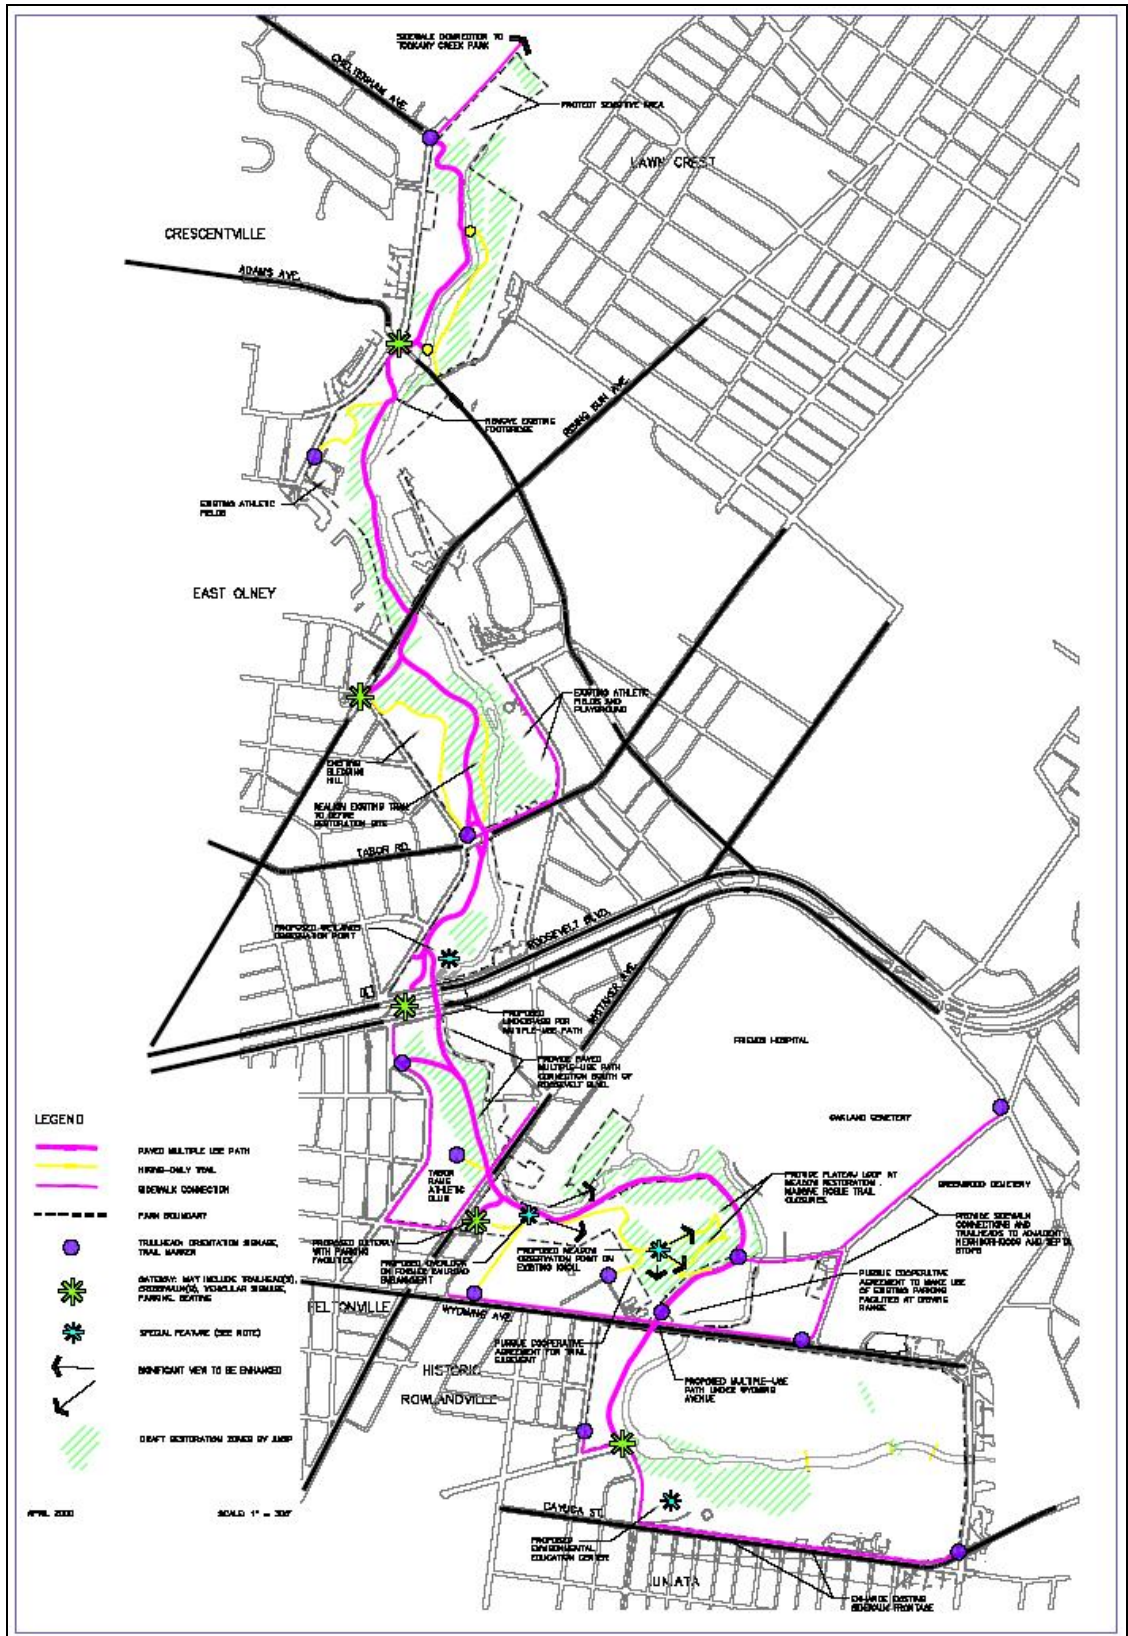 SIDEWALK CONNECTION TO
TOOKANY CREEK PARK
CHELTENHAM AVE.
PROTECT SENSITIVE AREA
LAWN CREST
CRESCENTVILLE
ADAMS AVE.
RISING SUN AVE.
REMOVE EXISTING
FOOTBRIDGE
EXISTING ATHLETIC
FIELDS
EAST OLNEY
EXISTING ATHLETIC
FIELDS AND
PLAYGROUND
EXISTING
SLEDDING
HILL
REALIGN EXISTING TRAIL
TO DEFINE
RESTORATION SITE
TABOR RD.
PROPOSED WETLANDS
OBSERVATION POINT
ROOSEVELT BLVD.
WHITAKER AVE.
PROPOSED
UNDERPASS FOR
MULTIPLE-USE PATH
FRIENDS HOSPITAL
PROVIDE PAVED
MULTIPLE-USE PATH
CONNECTION SOUTH OF
ROOSEVELT BLVD.
OAKLAND CEMETERY
LEGEND
PAVED MULTIPLE USE PATH
HIKING-ONLY TRAIL
SIDEWALK CONNECTION
PARK BOUNDARY
TRAILHEAD ORIENTATION SIGNAGE,
TRAIL MARKER
GATEWAY: MAY INCLUDE TRAILHEAD(S),
CROSSWALK(S), VEHICULAR SIGNAGE,
PARKING, SEATING
SPECIAL FEATURE (SEE NOTE)
SIGNIFICANT VIEW TO BE ENHANCED
DRAFT RESTORATION ZONES BY
APRIL 2000
TABOR
RAMS
ATHLETIC
CLUB
PROVIDE PLATEAU LOOP AT
MEADOW RESTORATION.
TRAIL
CLOSURES.
GREENWOOD CEMETERY
PROVIDE SIDEWALK
CONNECTIONS AND
TRAILHEADS TO ADJACENT
NEIGHBORHOODS AND SEPTA
STOPS
PROPOSED
WITH PARKING
FACILITIES
PROPOSED OVERLOOK
ON FORMER RAILROAD
EMBANKMENT
PROPOSED MEADOW
OBSERVATION POINT ON
EXISTING KNOLL
PURSUE COOPERATIVE
AGREEMENT TO MAKE USE
OF EXISTING PARKING
FACILITIES AT DRIVING
RANGE
FELTONVILLE
WYOMING AVE.
PURSUE COOPERATIVE
AGREEMENT FOR TRAIL
EASEMENT
HISTORIC
ROWLANDVILLE
PROPOSED MULTIPLE-USE
PATH UNDER WYOMING
AVENUE
CAYUGA ST.
PROPOSED
ENVIRONMENTAL
EDUCATION CENTER
JUNIATA
ENHANCE EXISTING
SIDEWALK FRONTAGE